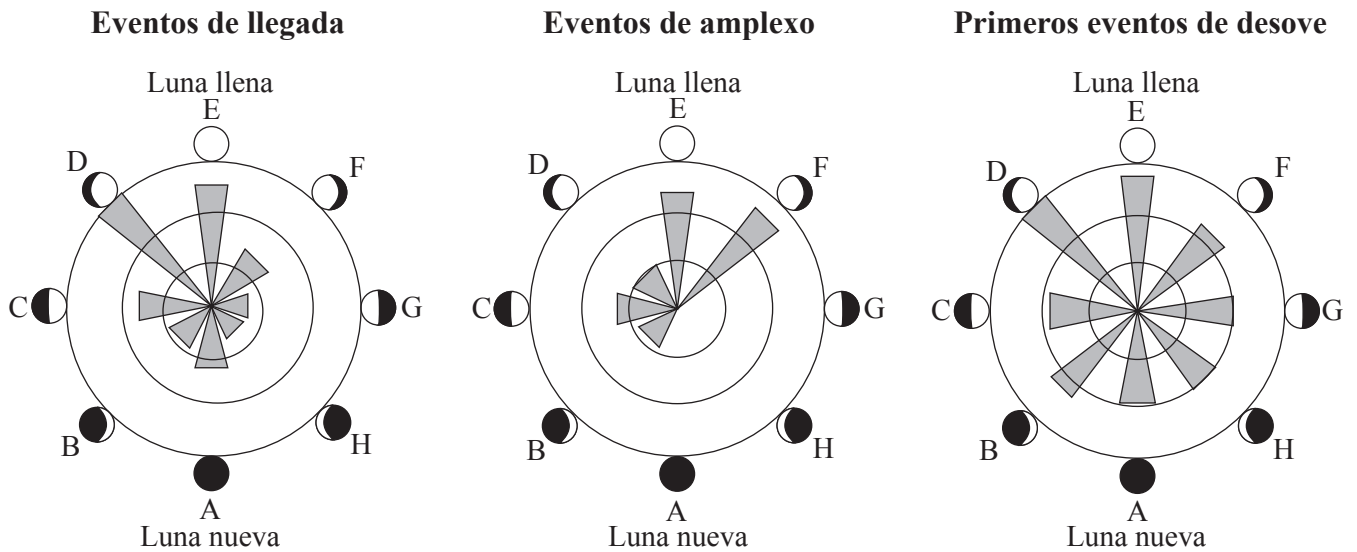 Eventos de llegada
Luna llena
E
D
F
C
G
B
H
A
Luna nueva
Eventos de amplexo
Luna llena
E
D
F
C
G
B
H
A
Luna nueva
Primeros eventos de desove
Luna llena
E
D
F
C
G
B
H
A
Luna nueva